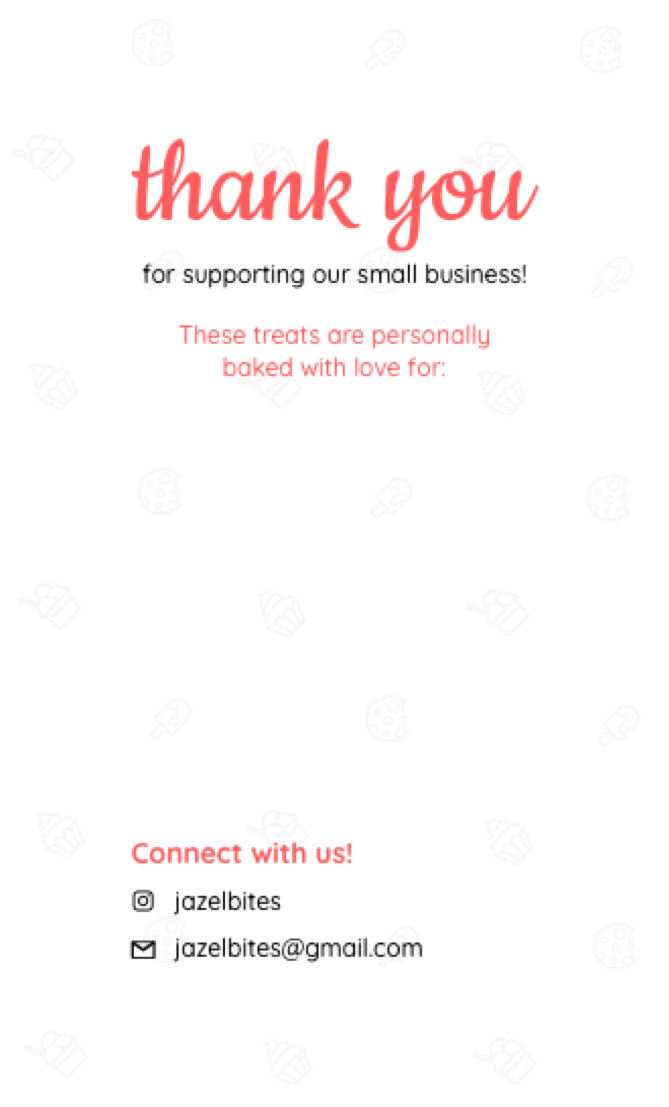 thank you
for supporting our small business!
These treats are personally
baked with love for:
Connect with us!
jazelbites
jazelbites@gmail.com